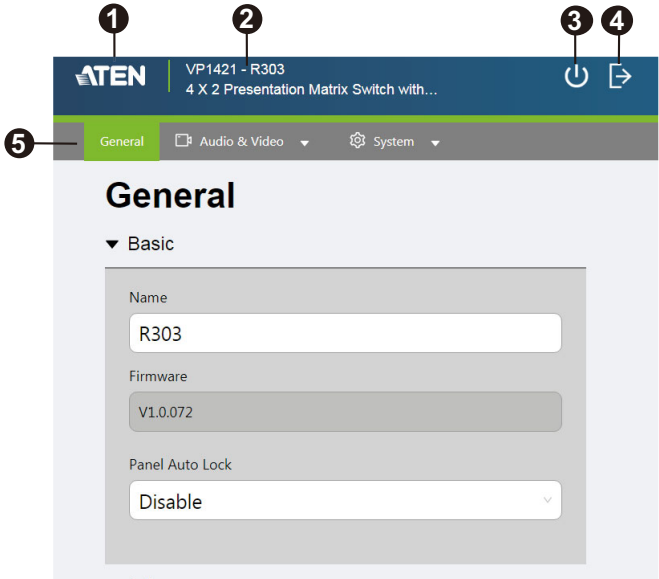 1 2 3 4
ATEN
VP1421 - R303
4 X 2 Presentation Matrix Switch with...
5
General Audio & Video System
General
Basic
Name
R303
Firmware
V1.0.072
Panel Auto Lock
Disable